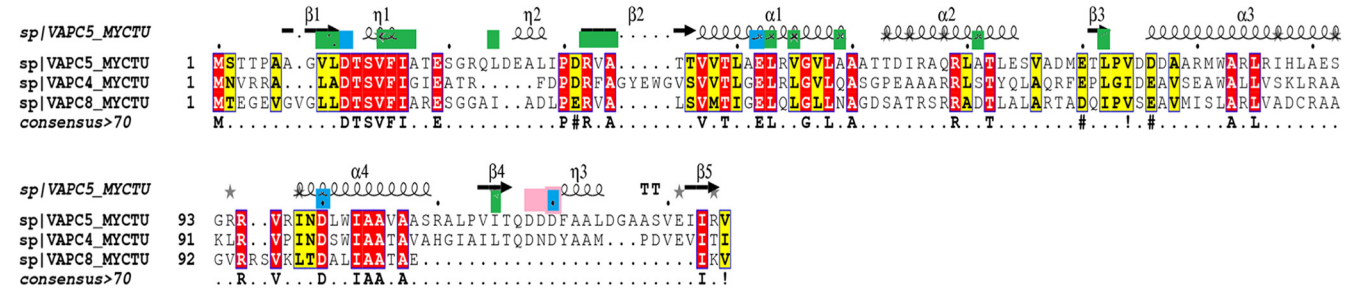 β1 η1 η2 β2 α1 α2 β3 α3
sp|VAPC5_MYCTU
sp|VAPC5_MYCTU 1 MSTTPAA.GVLDTSVFIATESGRQLDEALIPDRVA.....TTVVTLAELRVGVLAAATTDIRAQRLATLESVADMETLPVDDDAARMWARLRIHLAES
sp|VAPC4_MYCTU 1 MNVRRA...LADTSVFIGIEATR.....FDPDRFAGYEWGVSVVTLGELRLGVLQASGPEAAARRLSTYQLAQRFEPLGIDEAVSEAWALLVSKLRAA
sp|VAPC8_MYCTU 1 MTEGEVGVGLLDTSVFIARESGGAI..ADLPERVA.....LSVMTIGELQLGLLNAGDSATRSRRADTLALARTADQIPVSEAVMISLARLVADCRAA
consensus>70 M..........DTSVFI..E..........P#R.A.......V.T..EL..G.L.A........R..T.......#...!.#......A.L.......
α4 β4 η3 β5
sp|VAPC5_MYCTU TT
sp|VAPC5_MYCTU 93 GRR..VRINDLWIAAVAASRALPVITQDDDFAALDGAASVEIIRV
sp|VAPC4_MYCTU 91 KLR..VPINDSWIAATAVAHGIAILTQDNDYAAM...PDVEVITI
sp|VAPC8_MYCTU 92 GVRRSVKLTDALIAATAE........................IKV
consensus>70 ..R..V...D..IAA.A.........................I.!